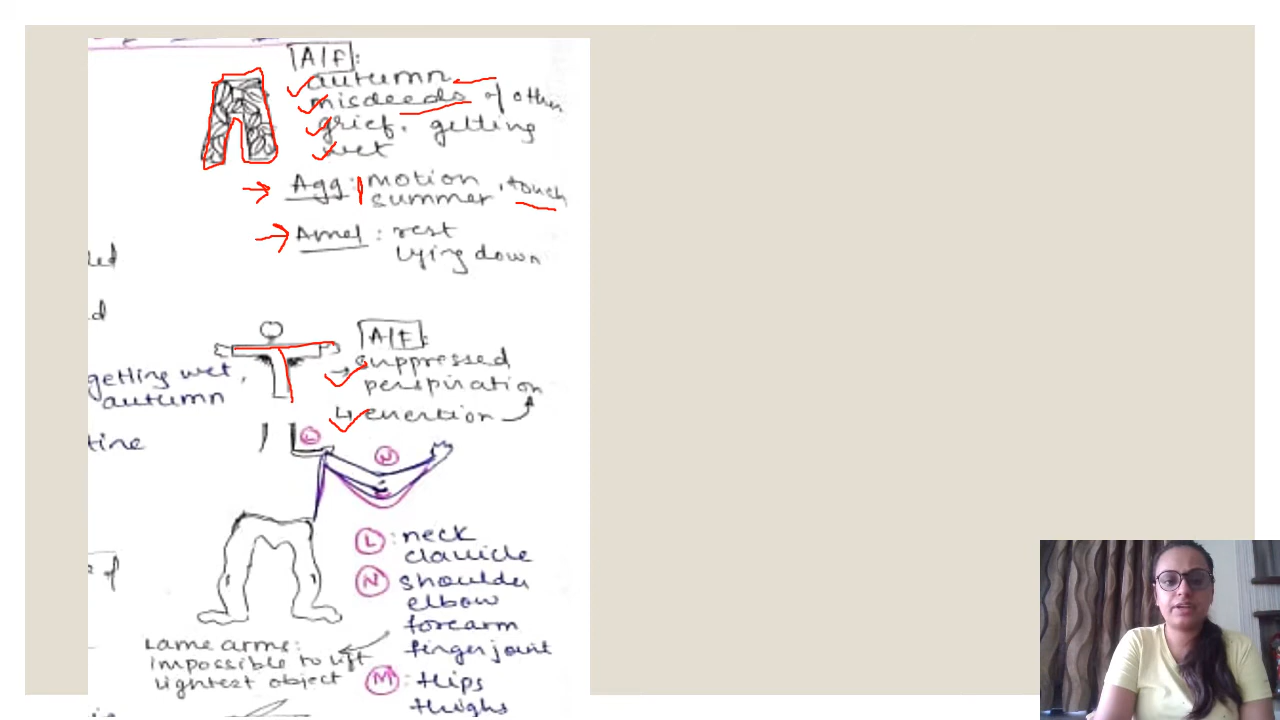 A/F:
autumn
misdeeds of other
grief. getting
wet
Agg: motion, touch
summer
Amel: rest
lying down
led
d
A/F:
suppressed
perspiration
exertion
getting wet,
autumn
tine
L
N
L: neck
clavicle
N shoulder
elbow
forearm
finger joint
M: hips
thighs
of
Lame arms:
impossible to lift
lightest object